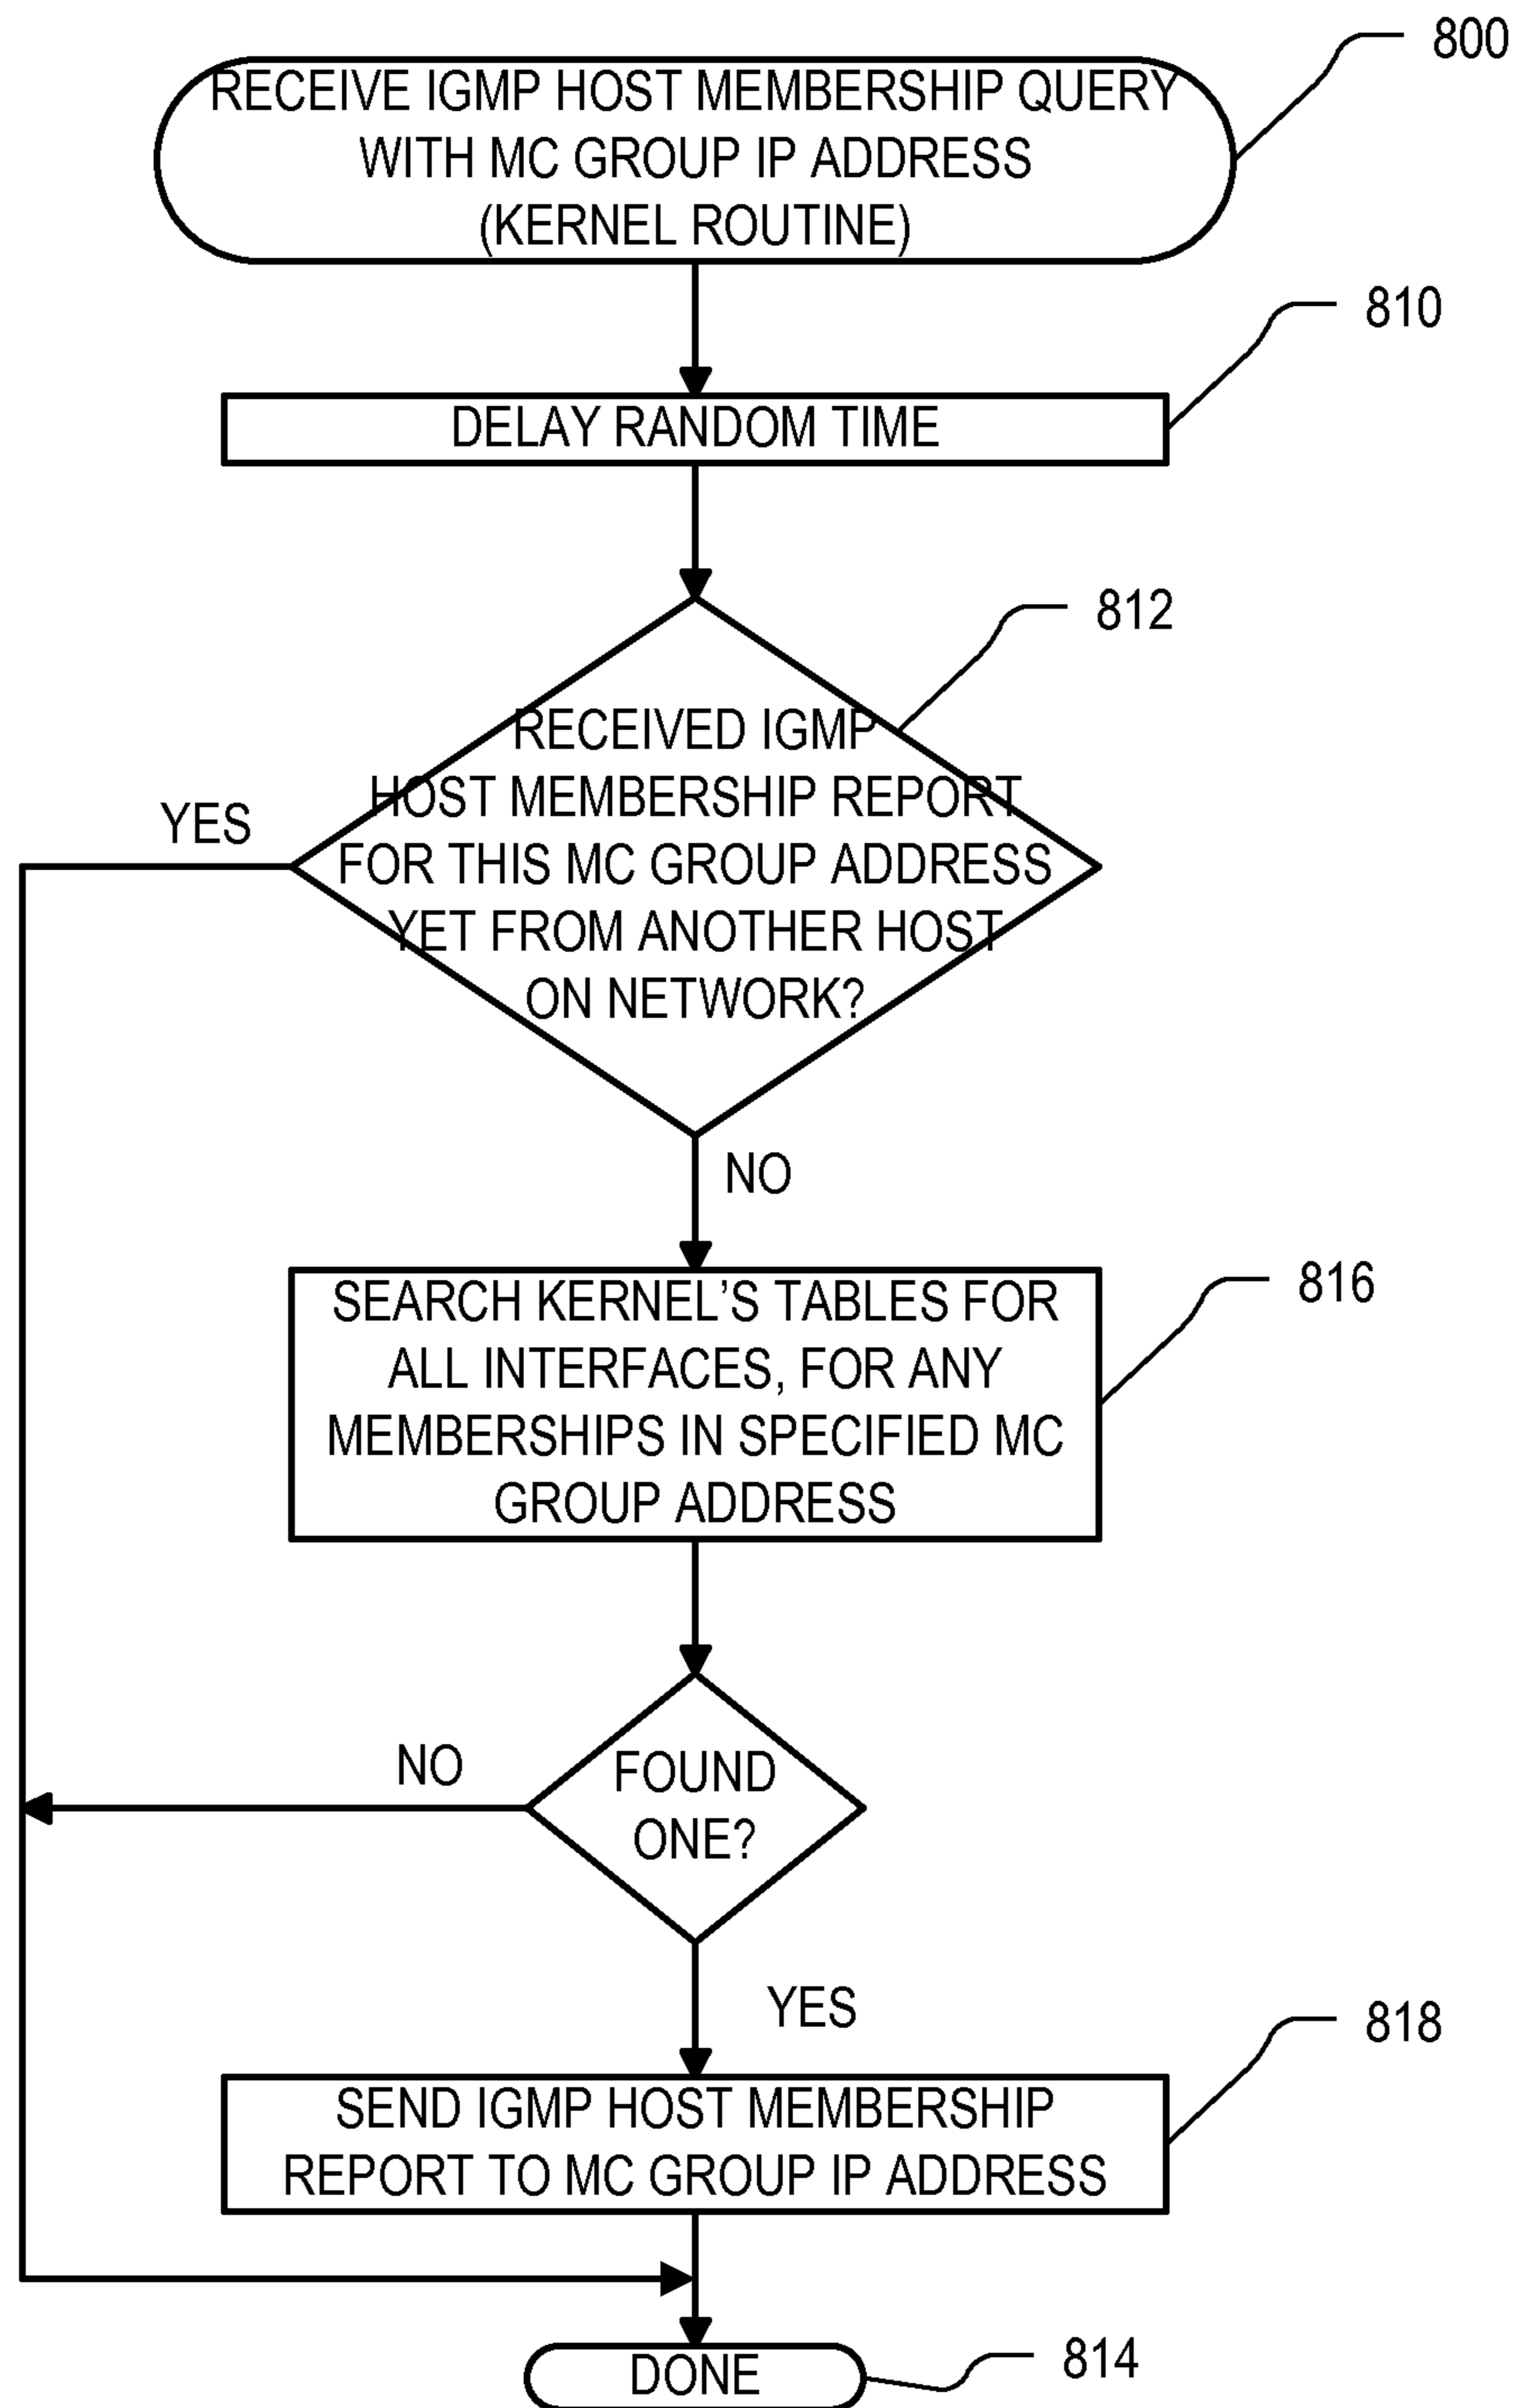 800
RECEIVE IGMP HOST MEMBERSHIP QUERY
WITH MC GROUP IP ADDRESS
(KERNEL ROUTINE)
810
DELAY RANDOM TIME
812
RECEIVED IGMP
HOST MEMBERSHIP REPORT
FOR THIS MC GROUP ADDRESS
YET FROM ANOTHER HOST
ON NETWORK?
YES
NO
816
SEARCH KERNEL’S TABLES FOR
ALL INTERFACES, FOR ANY
MEMBERSHIPS IN SPECIFIED MC
GROUP ADDRESS
NO
FOUND
ONE?
YES
818
SEND IGMP HOST MEMBERSHIP
REPORT TO MC GROUP IP ADDRESS
DONE
814